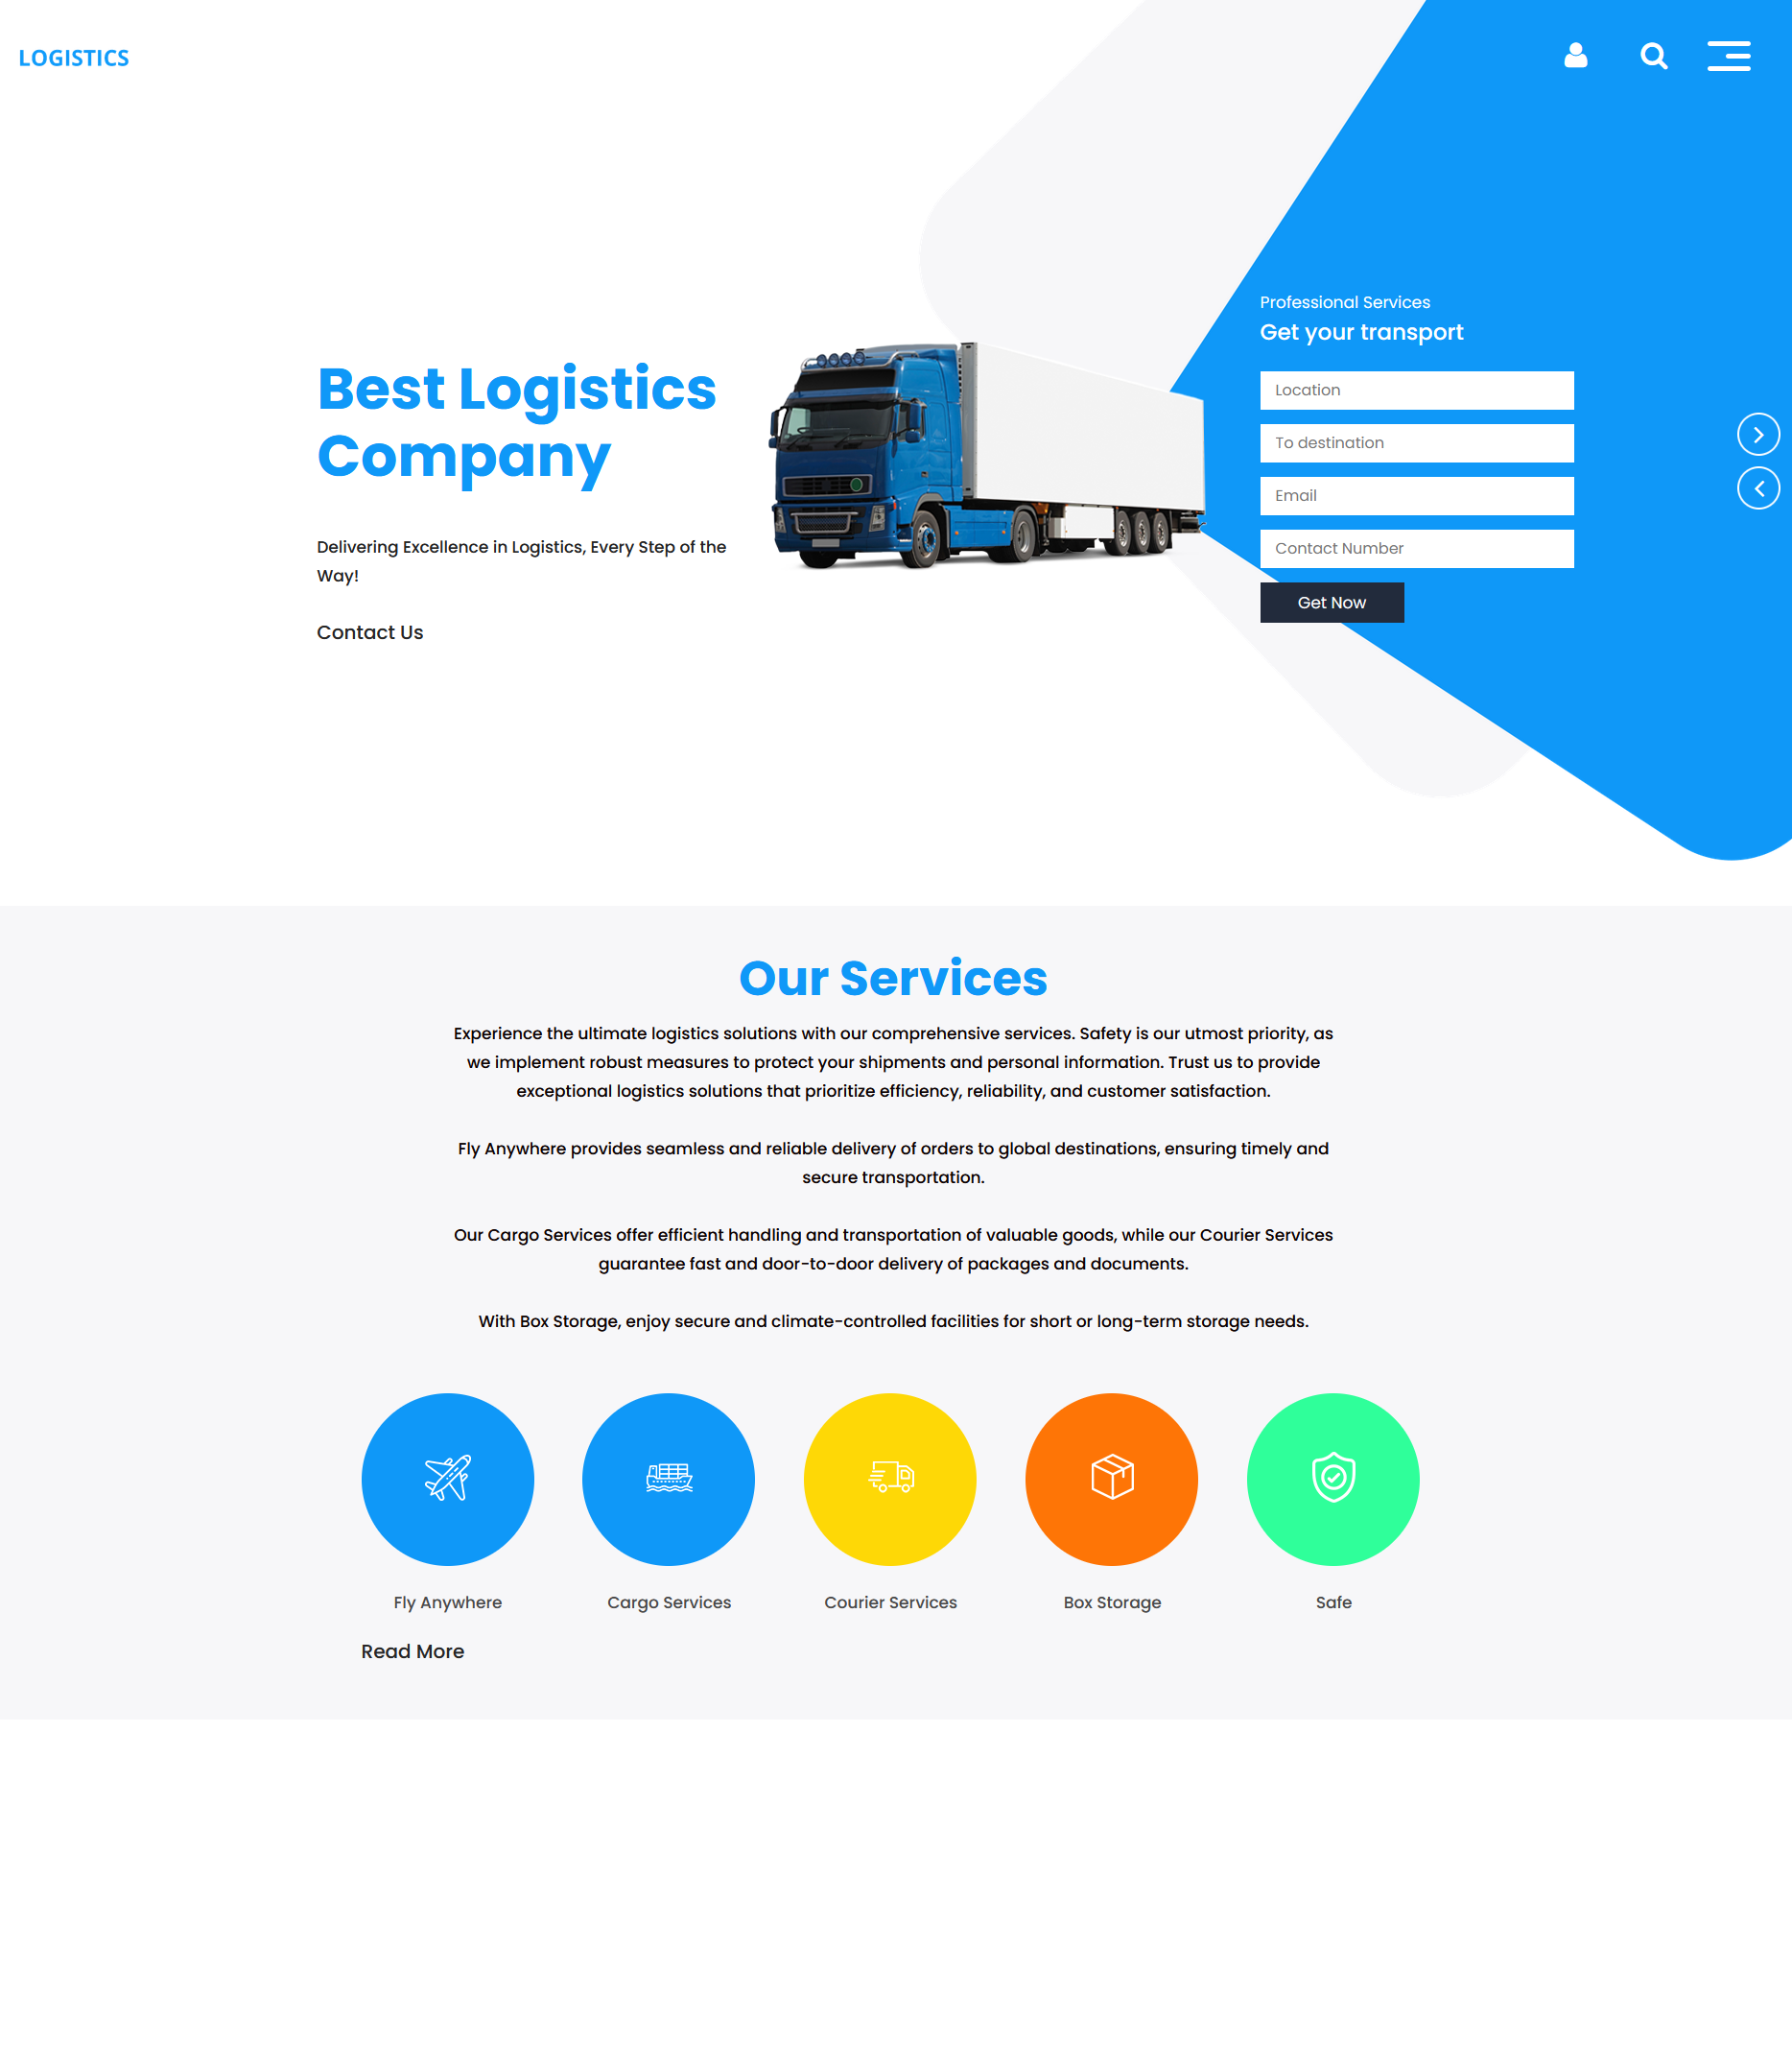 LOGISTICS
Best Logistics
Company
Delivering Excellence in Logistics, Every Step of the
Way!
Contact Us
Professional Services
Get your transport
Location
To destination
Email
Contact Number
Get Now
Our Services
Experience the ultimate logistics solutions with our comprehensive services. Safety is our utmost priority, as
we implement robust measures to protect your shipments and personal information. Trust us to provide
exceptional logistics solutions that prioritize efficiency, reliability, and customer satisfaction.
Fly Anywhere provides seamless and reliable delivery of orders to global destinations, ensuring timely and
secure transportation.
Our Cargo Services offer efficient handling and transportation of valuable goods, while our Courier Services
guarantee fast and door-to-door delivery of packages and documents.
With Box Storage, enjoy secure and climate-controlled facilities for short or long-term storage needs.
Fly Anywhere
Cargo Services
Courier Services
Box Storage
Safe
Read More